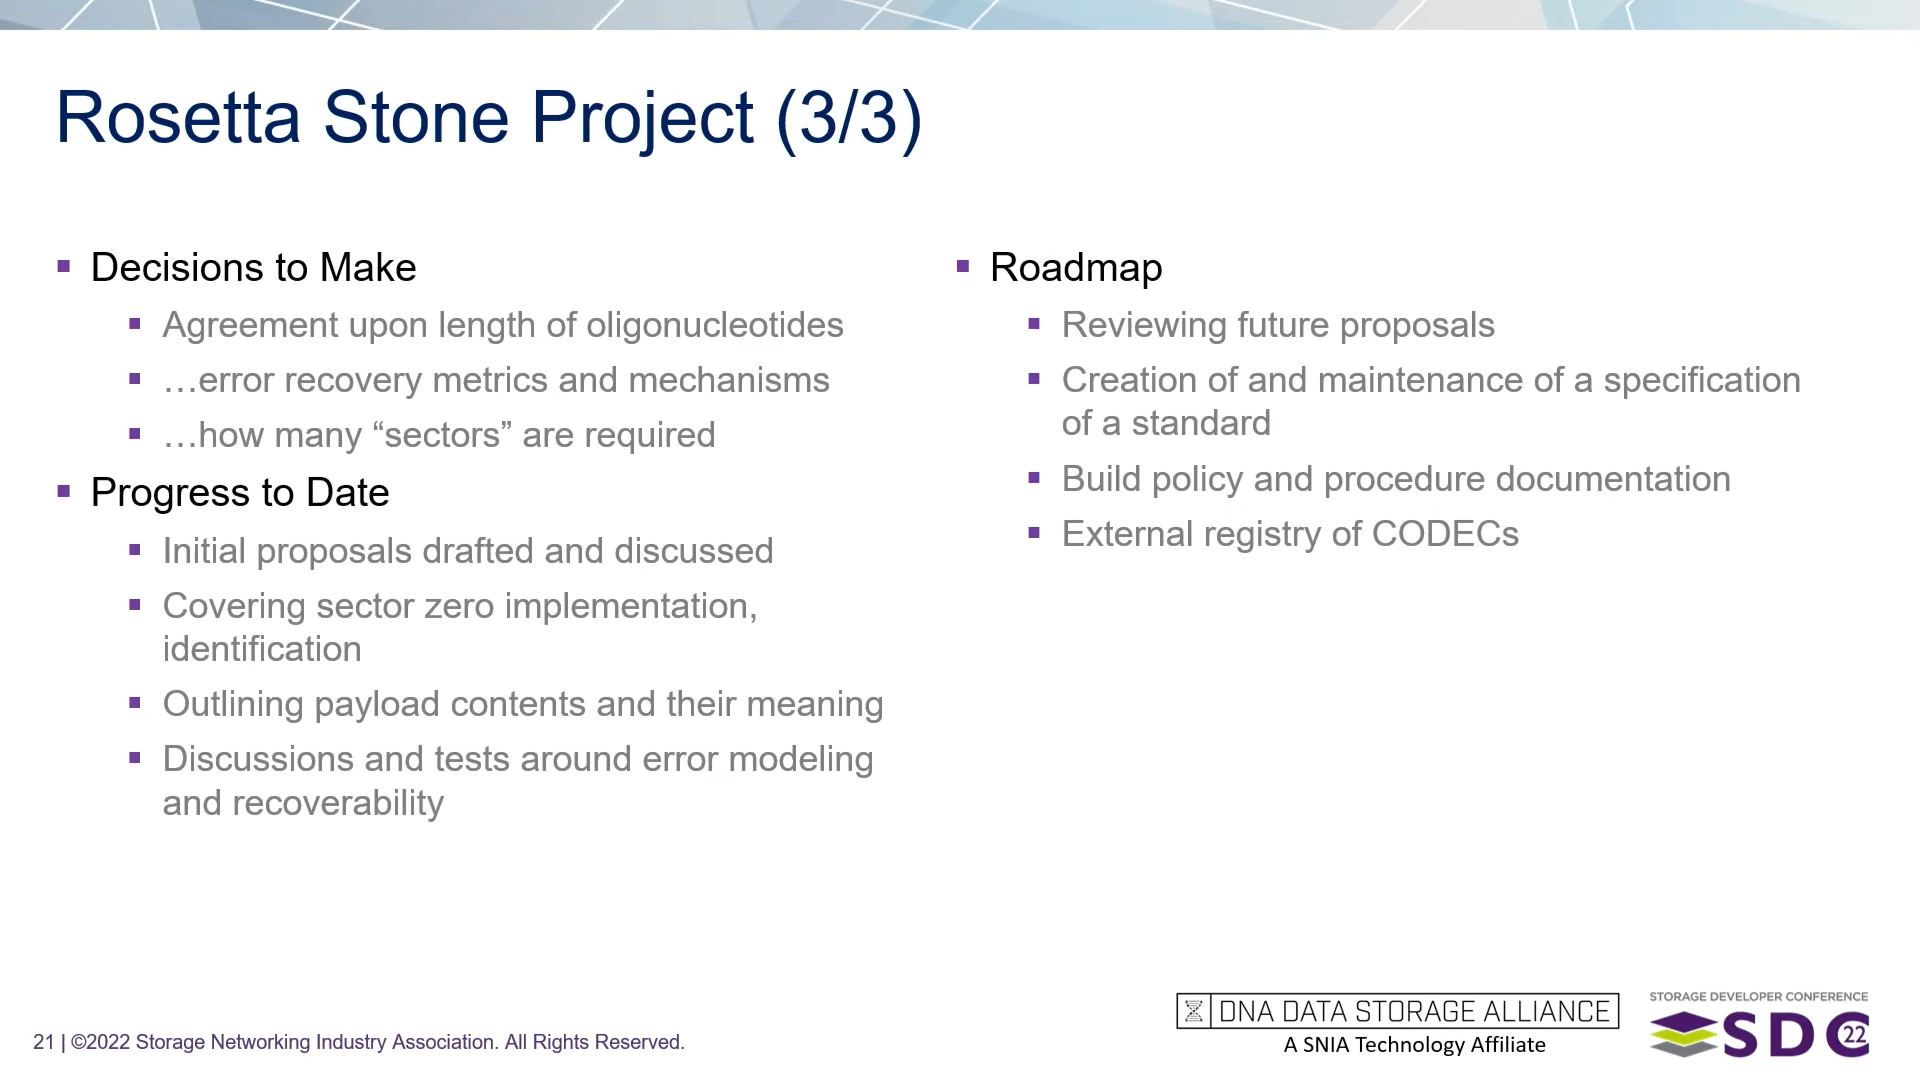 Rosetta Stone Project (3/3)
Decisions to Make
Agreement upon length of oligonucleotides
…error recovery metrics and mechanisms
…how many “sectors” are required
Progress to Date
Initial proposals drafted and discussed
Covering sector zero implementation,
identification
Outlining payload contents and their meaning
Discussions and tests around error modeling
and recoverability
Roadmap
Reviewing future proposals
Creation of and maintenance of a specification
of a standard
Build policy and procedure documentation
External registry of CODECs
21 | ©2022 Storage Networking Industry Association. All Rights Reserved.
DNA DATA STORAGE ALLIANCE
A SNIA Technology Affiliate
STORAGE DEVELOPER CONFERENCE
SDC 22